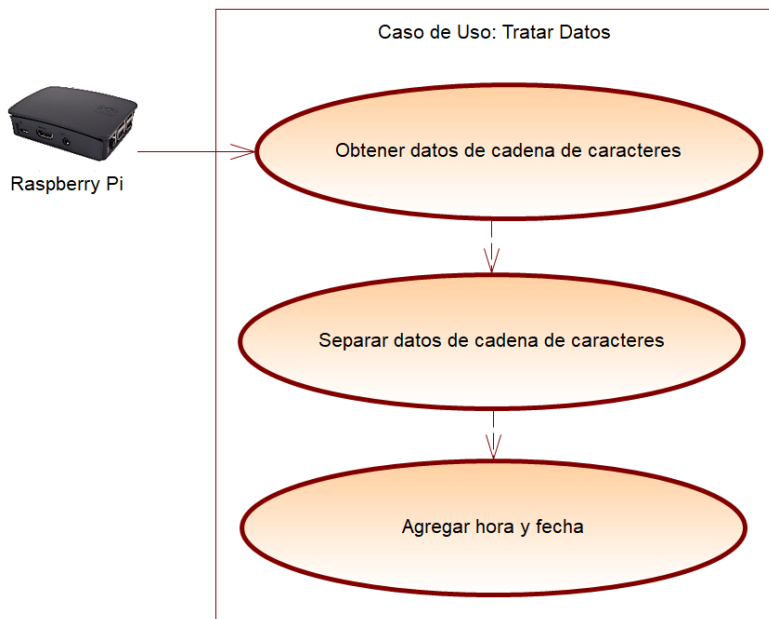 Caso de Uso: Tratar Datos
Obtener datos de cadena de caracteres
Raspberry Pi
Separar datos de cadena de caracteres
Agregar hora y fecha